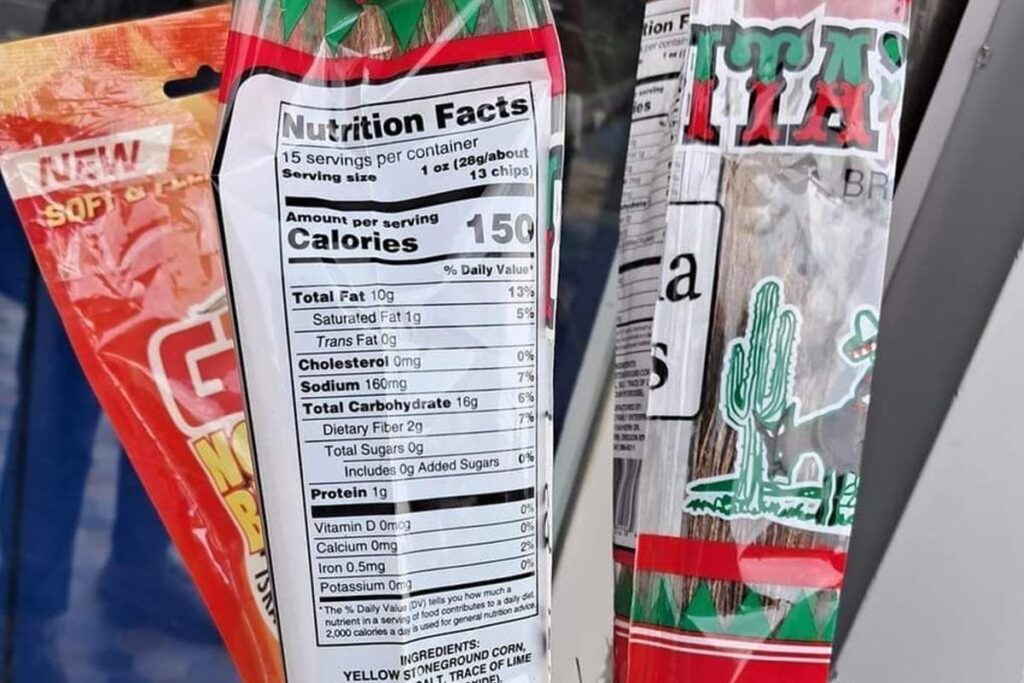 NEW
SOFT &
Nutrition Facts
15 servings per container
Serving size 1 oz (28g/about
13 chips)
Amount per serving
Calories 150
% Daily Value*
Total Fat 10g 13%
Saturated Fat 1g 5%
Trans Fat 0g
Cholesterol 0mg 0%
Sodium 160mg 7%
Total Carbohydrate 16g 6%
Dietary Fiber 2g 7%
Total Sugars 0g
Includes 0g Added Sugars 0%
Protein 1g
Vitamin D 0mcg 0%
Calcium 0mg 0%
Iron 0.5mg 2%
Potassium 0mg 0%
*The % Daily Value (DV) tells you how much a
nutrient in a serving of food contributes to a daily diet.
2,000 calories a day is used for general nutrition advice.
INGREDIENTS:
YELLOW STONEGROUND CORN,
SALT, TRACE OF LIME
ITA
BR
a
s